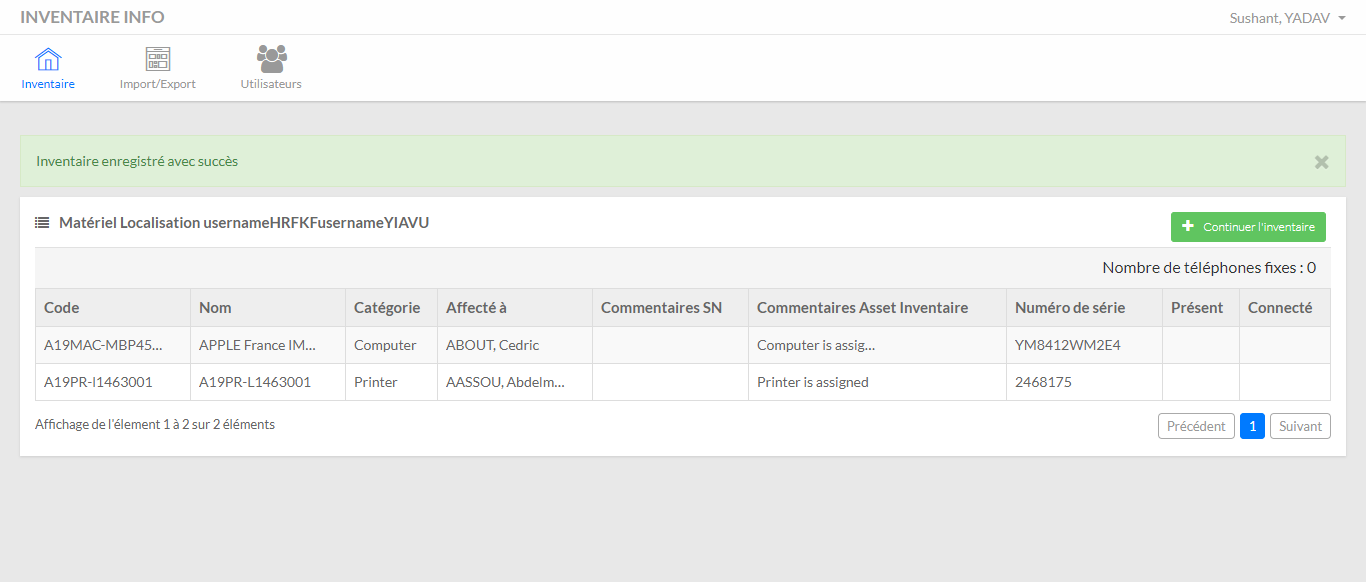 INVENTAIRE INFO
Sushant, YADAV
Inventaire
Import/Export
Utilisateurs
Inventaire enregistré avec succès
×
Matériel Localisation usernameHRFKFusernameYIAVU
+ Continuer l'inventaire
Nombre de téléphones fixes : 0
Code Nom Catégorie Affecté à Commentaires SN Commentaires Asset Inventaire Numéro de série Présent Connecté
A19MAC-MBP45... APPLE France IM... Computer ABOUT, Cedric Computer is assig... YM8412WM2E4
A19PR-I1463001 A19PR-L1463001 Printer AASSOU, Abdelm... Printer is assigned 2468175
Affichage de l'élement 1 à 2 sur 2 éléments
Précédent 1 Suivant